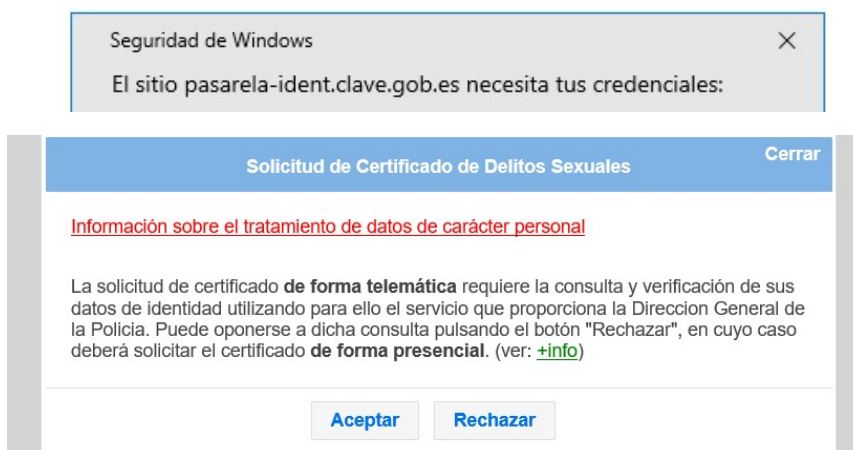 Seguridad de Windows
El sitio pasarela-ident.clave.gob.es necesita tus credenciales:
Solicitud de Certificado de Delitos Sexuales
Cerrar
Información sobre el tratamiento de datos de carácter personal
La solicitud de certificado de forma telemática requiere la consulta y verificación de sus
datos de identidad utilizando para ello el servicio que proporciona la Direccion General de
la Policia. Puede oponerse a dicha consulta pulsando el botón "Rechazar", en cuyo caso
deberá solicitar el certificado de forma presencial. (ver: +info)
Aceptar Rechazar